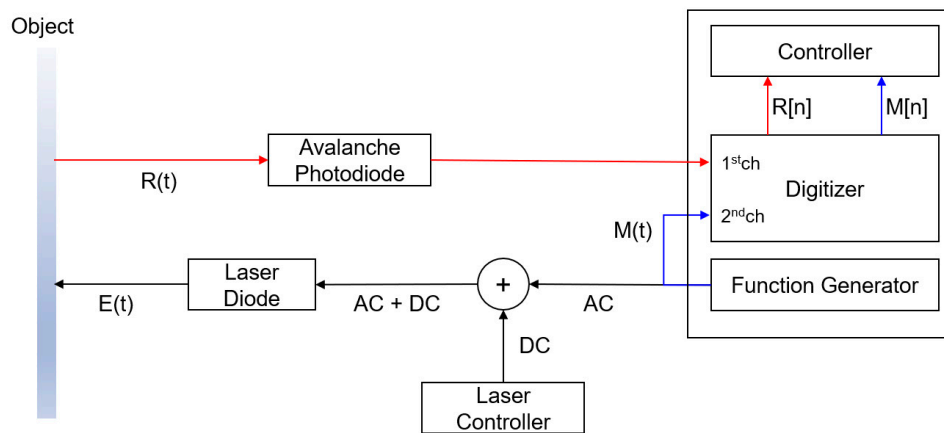 Object
Controller
R[n]
M[n]
Avalanche
Photodiode
R(t)
1stch
Digitizer
2ndch
M(t)
Laser
Diode
E(t)
AC + DC
+
AC
Function Generator
DC
Laser
Controller